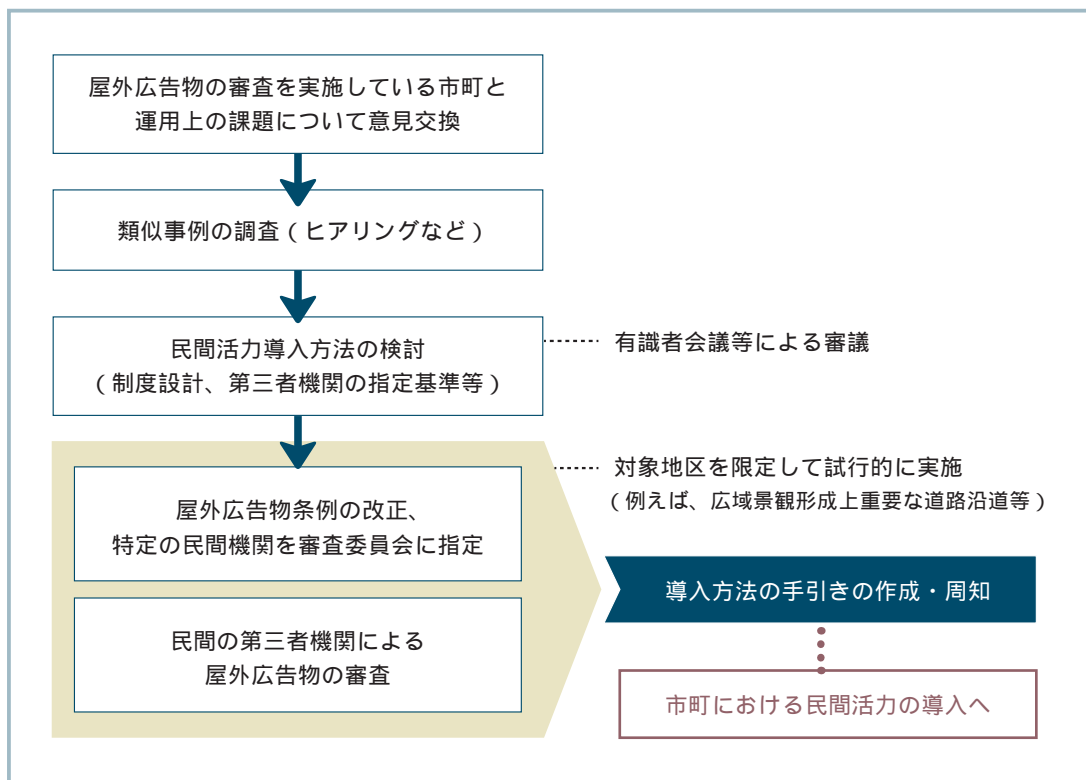 屋外広告物の審査を実施している市町と
運用上の課題について意見交換
類似事例の調査（ヒアリングなど）
民間活力導入方法の検討
（制度設計、第三者機関の指定基準等）
有識者会議等による審議
対象地区を限定して試行的に実施
（例えば、広域景観形成上重要な道路沿道等）
屋外広告物条例の改正、
特定の民間機関を審査委員会に指定
民間の第三者機関による
屋外広告物の審査
導入方法の手引きの作成・周知
市町における民間活力の導入へ